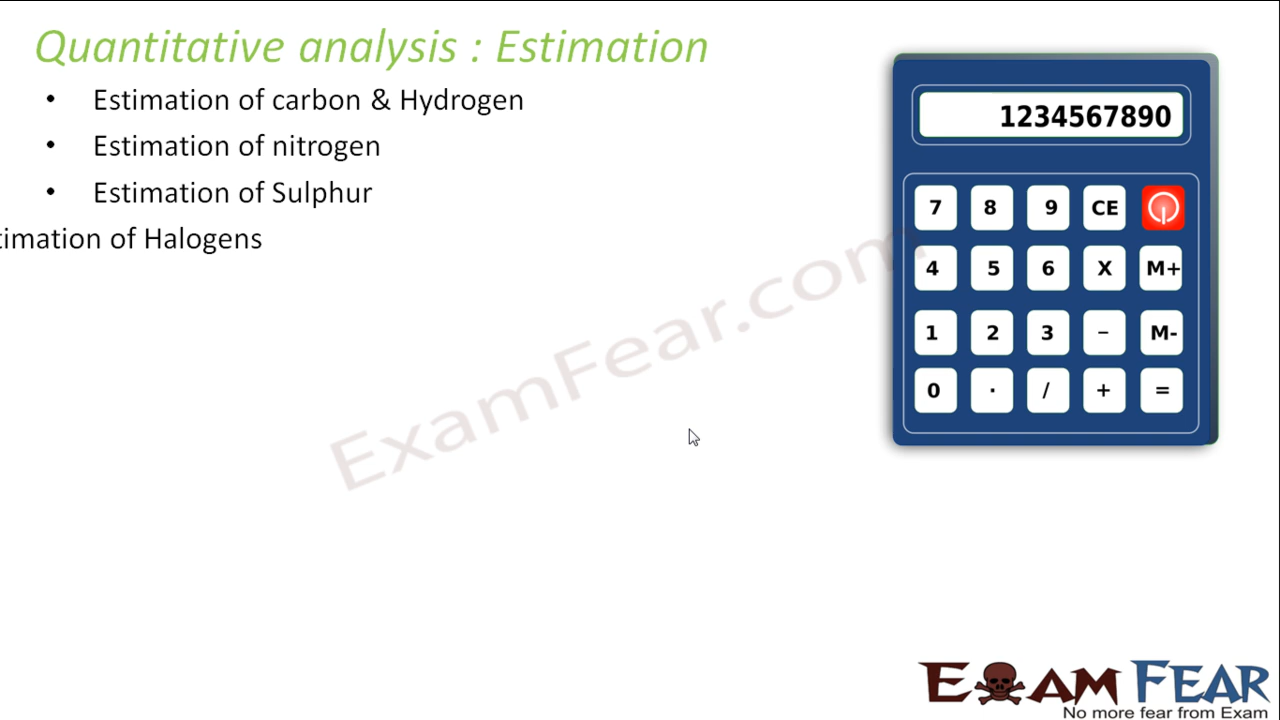 Quantitative analysis : Estimation
• Estimation of carbon & Hydrogen
• Estimation of nitrogen
• Estimation of Sulphur
timation of Halogens
1234567890
7 8 9 CE
4 5 6 X M+
1 2 3 − M-
0 . / + =
ExamFear.com
EXAM FEAR
No more fear from Exam